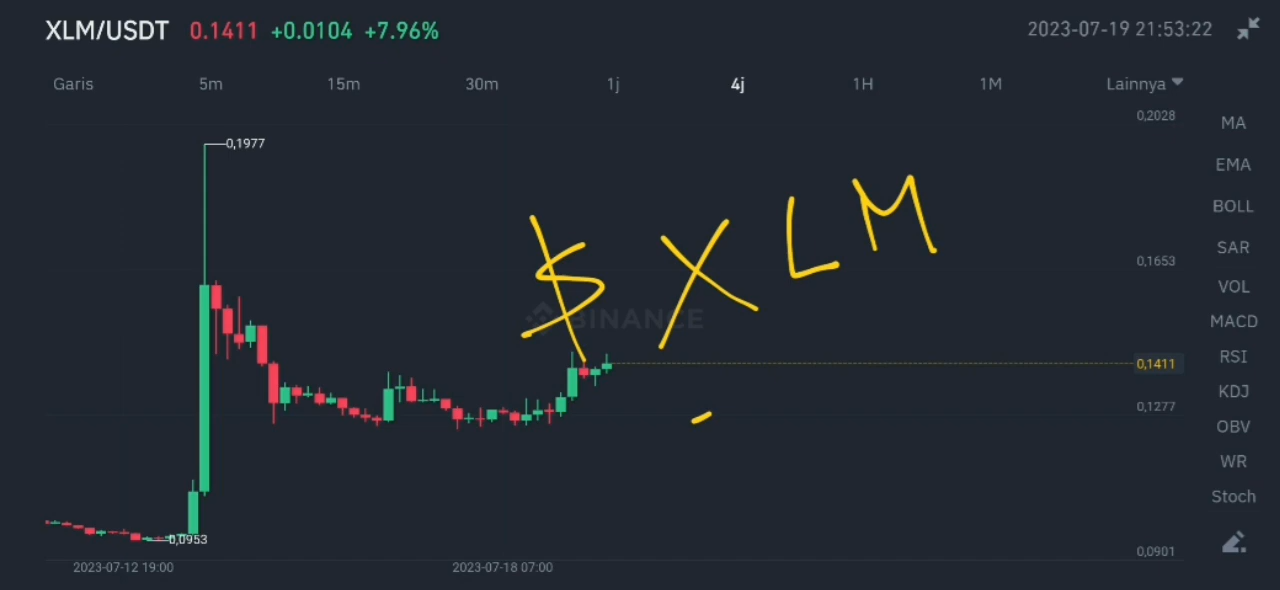 XLM/USDT 0.1411 +0.0104 +7.96% 2023-07-19 21:53:22
Garis 5m 15m 30m 1j 4j 1H 1M Lainnya
0,2028
MA
0,1977
EMA
BOLL
$ XLM
SAR
0,1653
VOL
BINANCE
MACD
RSI
0,1411
KDJ
0,1277
OBV
WR
Stoch
0,0953
0,0901
2023-07-12 19:00 2023-07-18 07:00